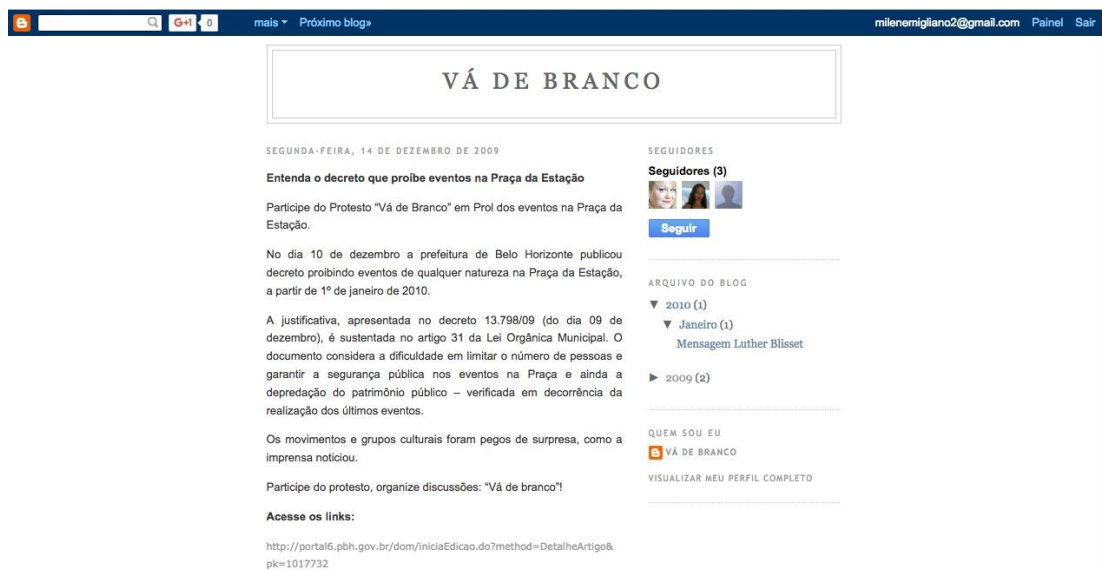 G+1 0 mais Próximo blog» milenemigliano2@gmail.com Painel Sair
VÁ DE BRANCO
SEGUNDA-FEIRA, 14 DE DEZEMBRO DE 2009
Entenda o decreto que proíbe eventos na Praça da Estação
Participe do Protesto “Vá de Branco” em Prol dos eventos na Praça da
Estação.
No dia 10 de dezembro a prefeitura de Belo Horizonte publicou
decreto proibindo eventos de qualquer natureza na Praça da Estação,
a partir de 1º de janeiro de 2010.
A justificativa, apresentada no decreto 13.798/09 (do dia 09 de
dezembro), é sustentada no artigo 31 da Lei Orgânica Municipal. O
documento considera a dificuldade em limitar o número de pessoas e
garantir a segurança pública nos eventos na Praça e ainda a
depredação do patrimônio público – verificada em decorrência da
realização dos últimos eventos.
Os movimentos e grupos culturais foram pegos de surpresa, como a
imprensa noticiou.
Participe do protesto, organize discussões: “Vá de branco”!
Acesse os links:
http://portal6.pbh.gov.br/dom/iniciaEdicao.do?method=DetalheArtigo&
pk=1017732
SEGUIDORES
Seguidores (3)
Seguir
ARQUIVO DO BLOG
▼ 2010 (1)
▼ Janeiro (1)
Mensagem Luther Blisset
► 2009 (2)
QUEM SOU EU
VÁ DE BRANCO
VISUALIZAR MEU PERFIL COMPLETO